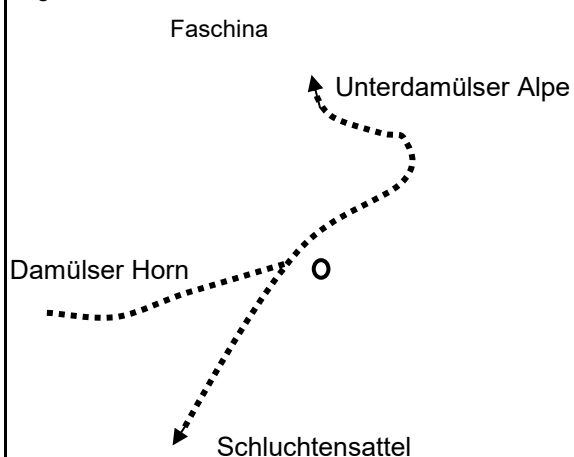 Faschina
Unterdamülser Alpe
Damülser Horn
Schluchtensattel